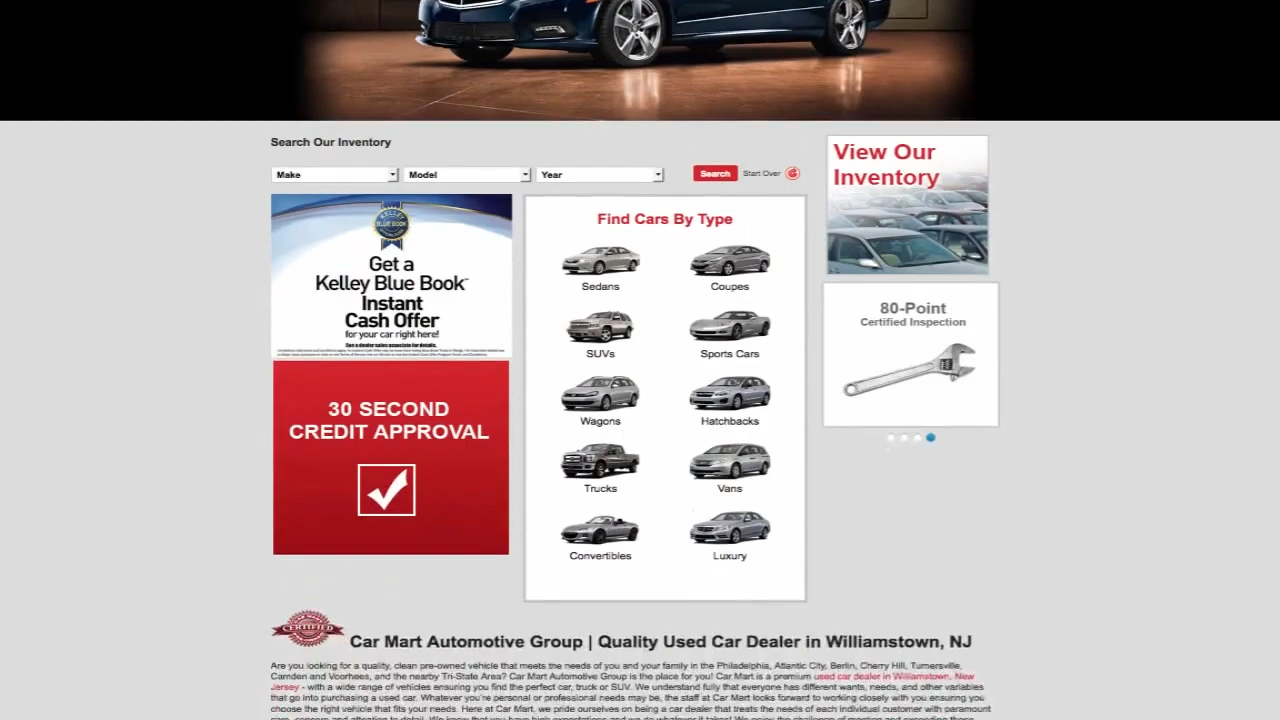 Search Our Inventory
Make
Model
Year
Search
Start Over
KELLEY
BLUE BOOK
Get a
Kelley Blue Book
Instant
Cash Offer
for your car right here!
See a dealer sales associate for details.
30 SECOND
CREDIT APPROVAL
Find Cars By Type
Sedans
Coupes
SUVs
Sports Cars
Wagons
Hatchbacks
Trucks
Vans
Convertibles
Luxury
View Our
Inventory
80-Point
Certified Inspection
CERTIFIED
Car Mart Automotive Group | Quality Used Car Dealer in Williamstown, NJ
Are you looking for a quality, clean pre-owned vehicle that meets the needs of you and your family in the Philadelphia, Atlantic City, Berlin, Cherry Hill, Turnersville,
Camden and Voorhees, and the nearby Tri-State Area? Car Mart Automotive Group is the place for you! Car Mart is a premium used car dealer in Williamstown, New
Jersey - with a wide range of vehicles ensuring you find the perfect car, truck or SUV. We understand fully that everyone has different wants, needs, and other variables
that go into purchasing a used car. Whatever you're personal or professional needs may be, the staff at Car Mart looks forward to working closely with you ensuring you
choose the right vehicle that fits your needs. Here at Car Mart, we pride ourselves on being a car dealer that treats the needs of each individual customer with paramount